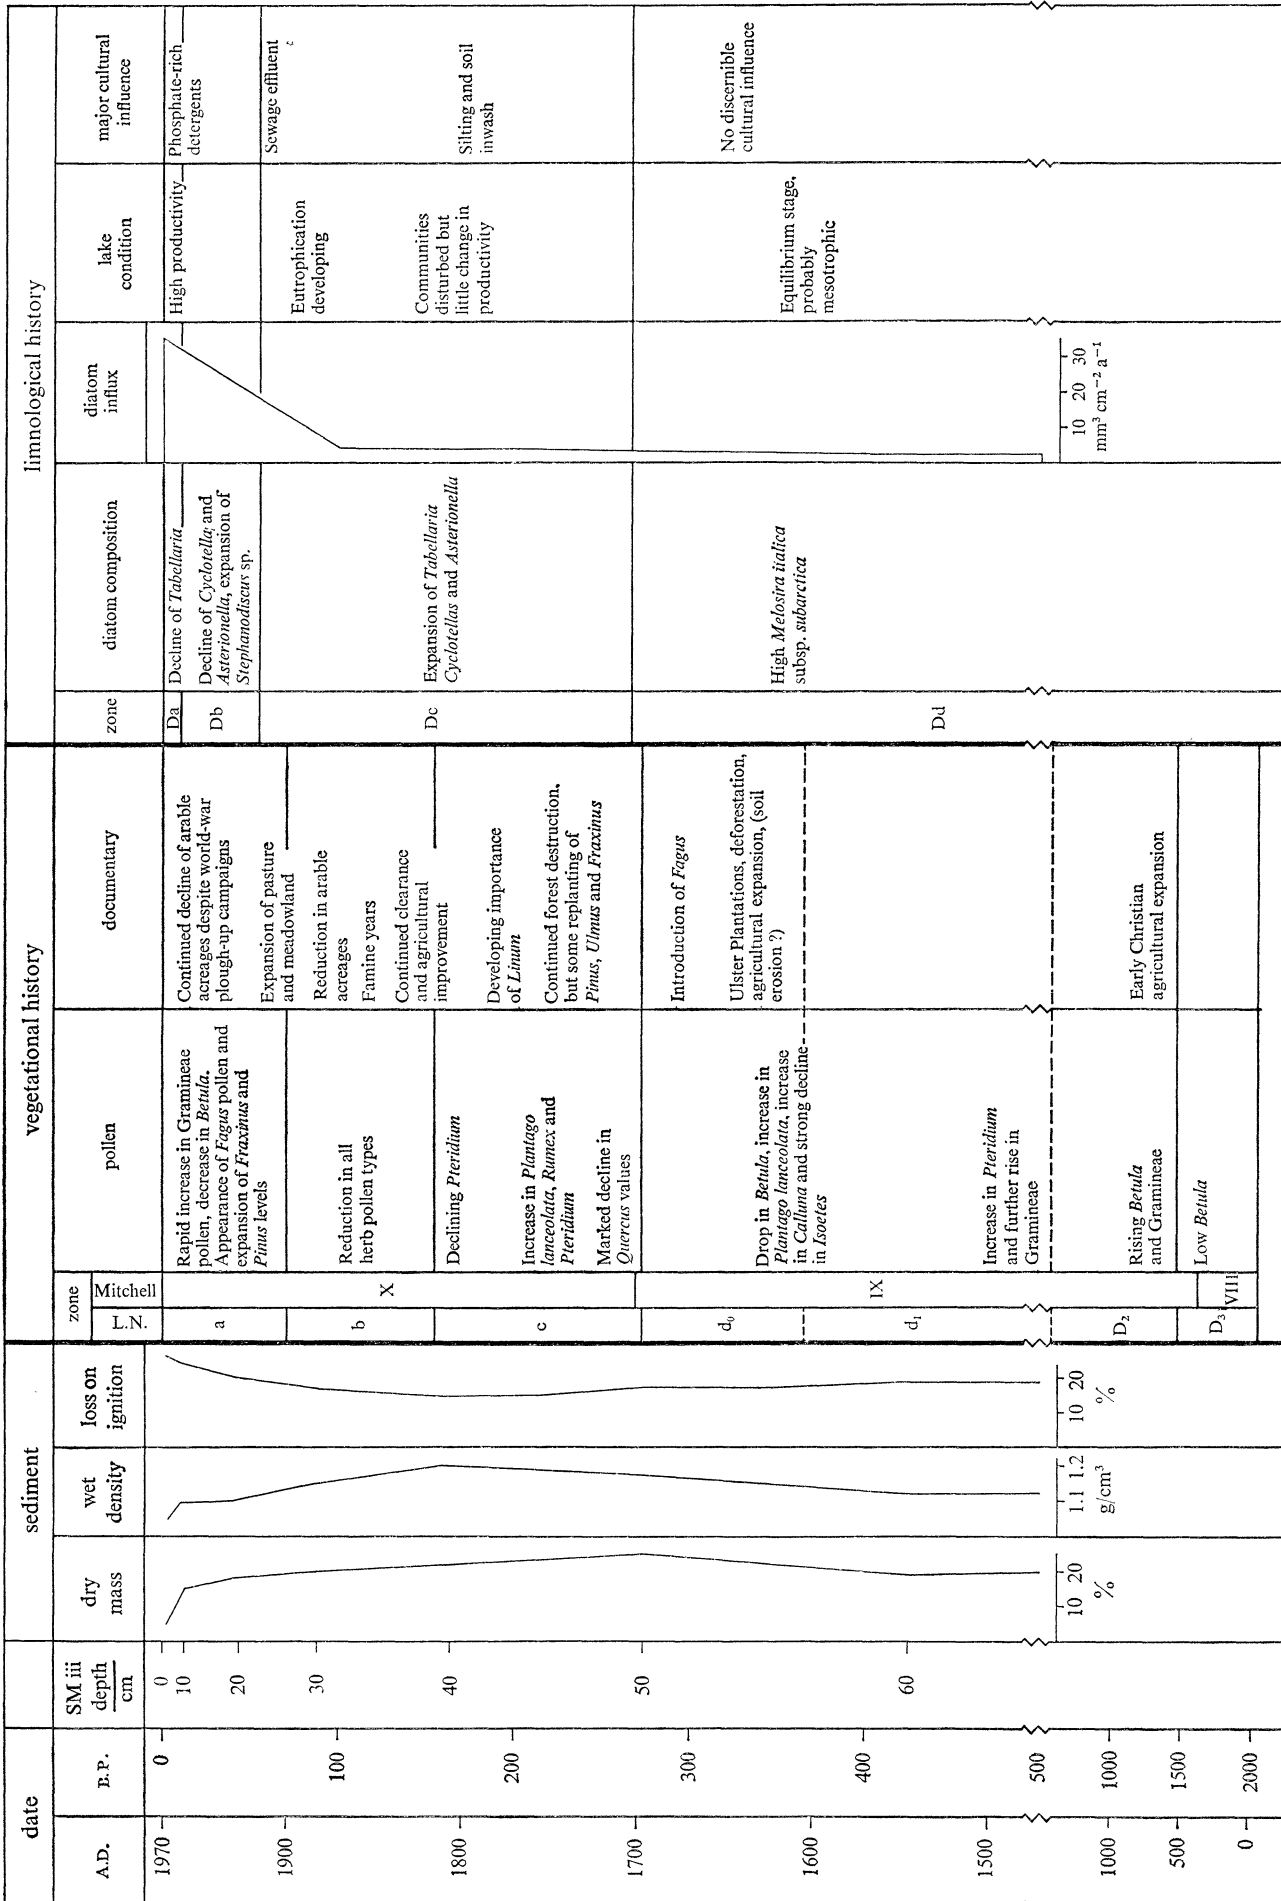 date
sediment
vegetational history
limnological history
A.D.
B.P.
SM iii
depth
cm
dry
mass
wet
density
loss on
ignition
zone
L.N.
Mitchell
pollen
documentary
zone
diatom composition
diatom
influx
lake
condition
major cultural
influence
1970
1900
1800
1700
1600
1500
1000
500
0
0
100
200
300
400
500
1000
1500
2000
0
10
20
30
40
50
60
10 20
%
1.1 1.2
g/cm³
10 20
%
a
b
c
d₀
d₁
D₂
D₃
X
IX
VIII
Rapid increase in Gramineae
pollen, decrease in Betula.
Appearance of Fagus pollen and
expansion of Fraxinus and
Pinus levels
Reduction in all
herb pollen types
Declining Pteridium
Increase in Plantago
lanceolata, Rumex and
Pteridium
Marked decline in
Quercus values
Drop in Betula, increase in
Plantago lanceolata, increase
in Calluna and strong decline
in Isoetes
Increase in Pteridium
and further rise in
Gramineae
Rising Betula
and Gramineae
Low Betula
Continued decline of arable
acreages despite world-war
plough-up campaigns
Expansion of pasture
and meadowland
Reduction in arable
acreages
Famine years
Continued clearance
and agricultural
improvement
Developing importance
of Linum
Continued forest destruction,
but some replanting of
Pinus, Ulmus and Fraxinus
Introduction of Fagus
Ulster Plantations, deforestation,
agricultural expansion, (soil
erosion ?)
Early Christian
agricultural expansion
Da
Db
Dc
Dd
Decline of Tabellaria
Decline of Cyclotella; and
Asterionella, expansion of
Stephanodiscus sp.
Expansion of Tabellaria
Cyclotellas and Asterionella
High Melosira italica
subsp. subarctica
10 20 30
mm³ cm⁻² a⁻¹
High productivity
Eutrophication
developing
Communities
disturbed but
little change in
productivity
Equilibrium stage,
probably
mesotrophic
Phosphate-rich
detergents
Sewage effluent
Silting and soil
inwash
No discernible
cultural influence